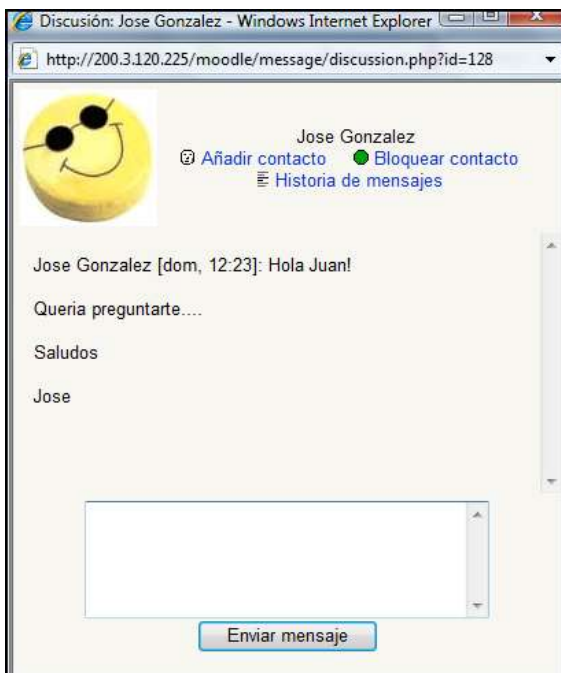 Discusión: Jose Gonzalez - Windows Internet Explorer
http://200.3.120.225/moodle/message/discussion.php?id=128
Jose Gonzalez
Añadir contacto Bloquear contacto
Historia de mensajes
Jose Gonzalez [dom, 12:23]: Hola Juan!
Queria preguntarte....
Saludos
Jose
Enviar mensaje